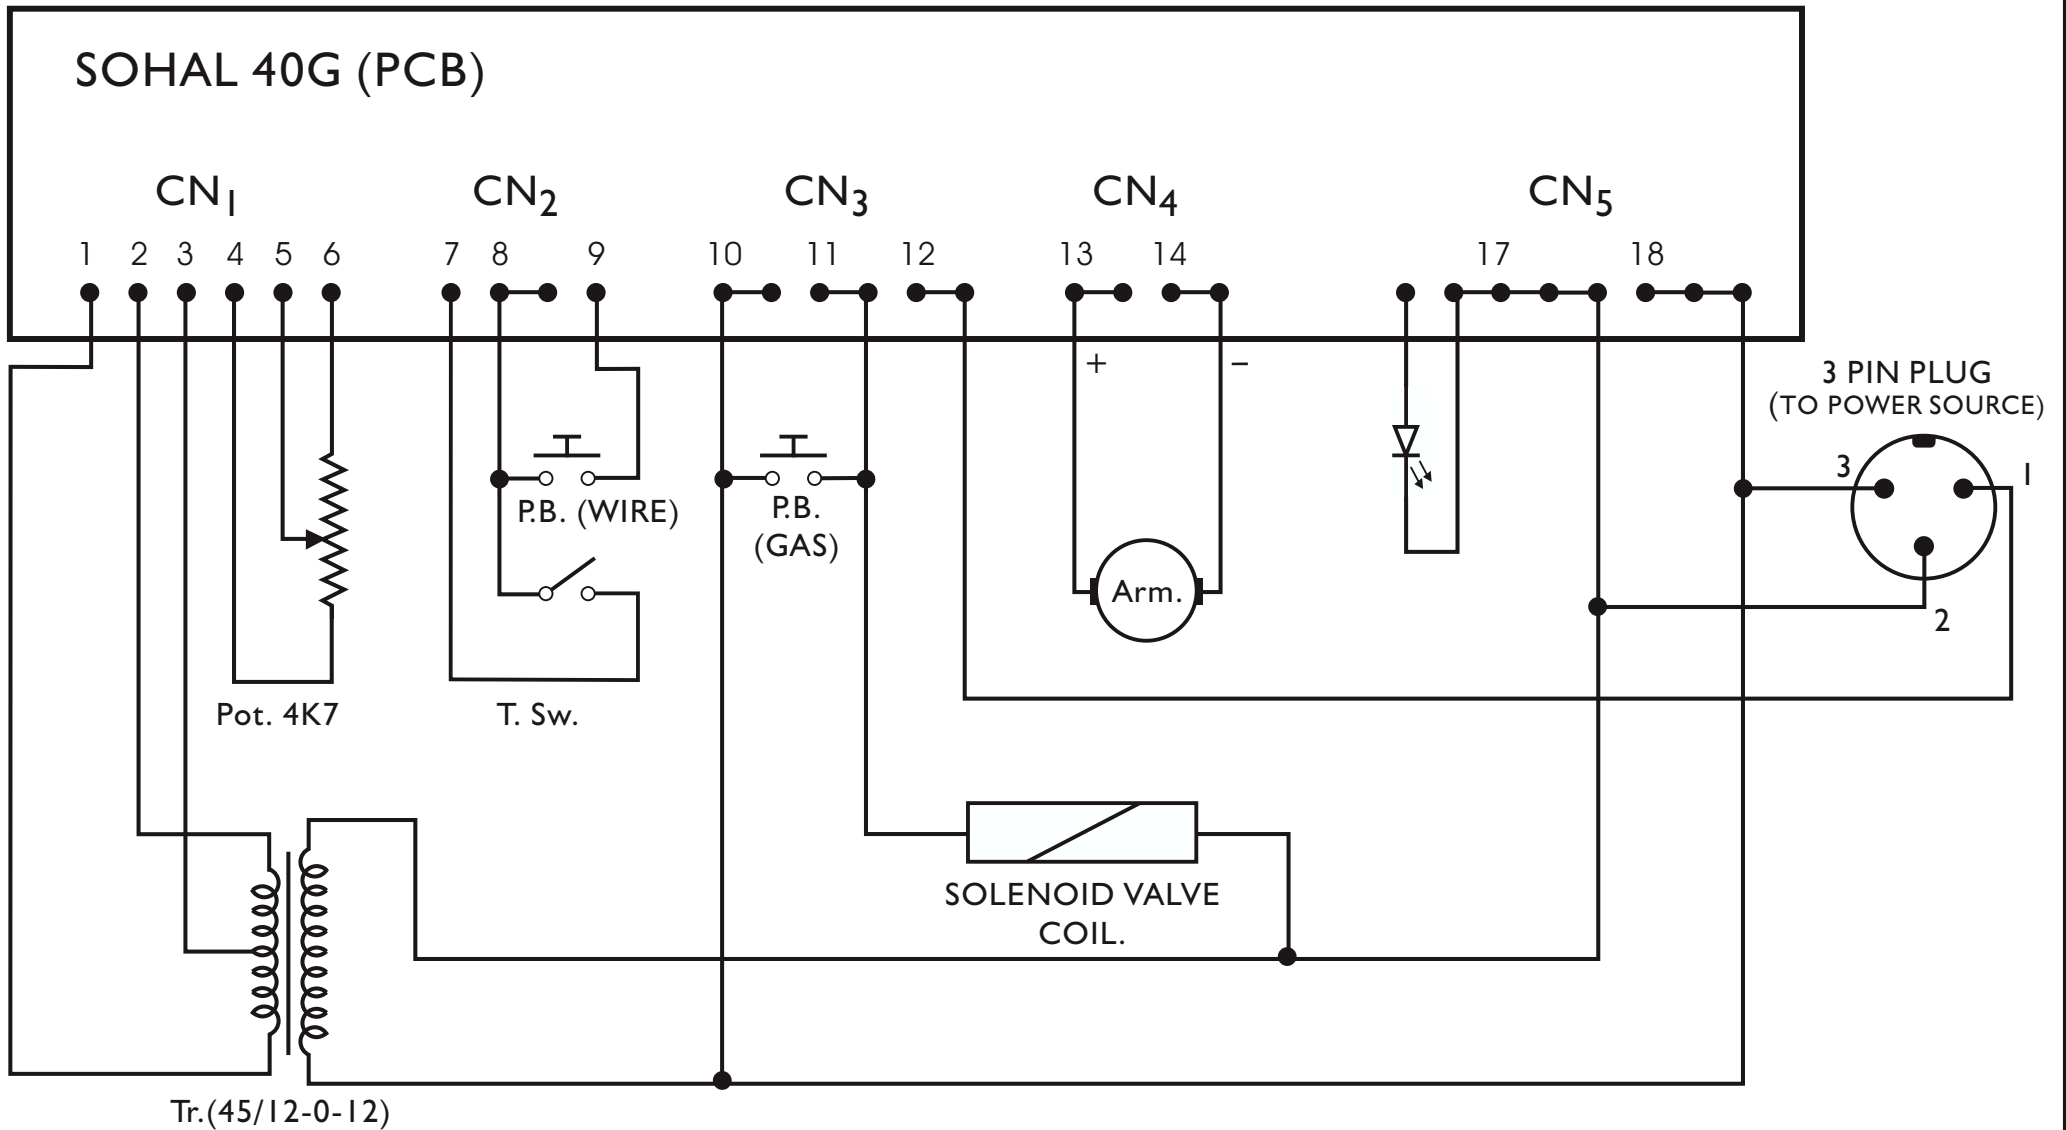 SOHAL 40G (PCB)
CN1 CN2 CN3 CN4 CN5
1 2 3 4 5 6 7 8 9 10 11 12 13 14 17 18
+ −
3 PIN PLUG
(TO POWER SOURCE)
3 1
P.B. (WIRE)
P.B.
(GAS)
Arm.
2
Pot. 4K7
T. Sw.
SOLENOID VALVE
COIL.
Tr.(45/12-0-12)